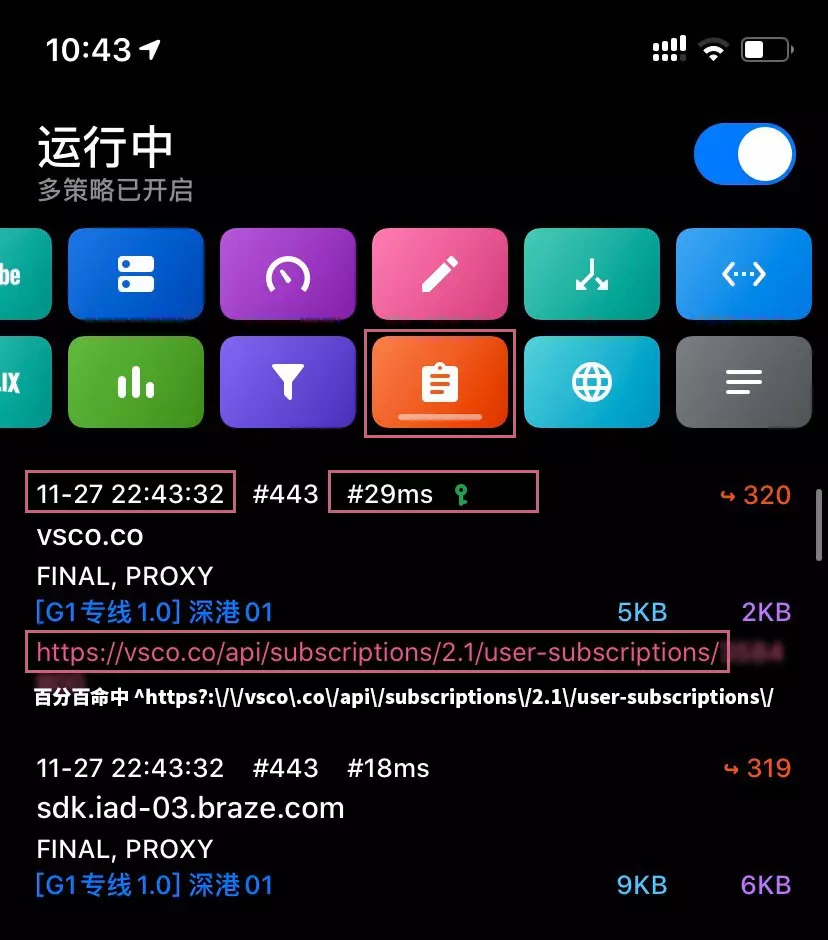 10:43
运行中
多策略已开启
be
IX
11-27 22:43:32 #443 #29ms 320
vsco.co
FINAL, PROXY
[G1专线1.0] 深港01 5KB 2KB
https://vsco.co/api/subscriptions/2.1/user-subscriptions/
百分百命中 ^https?:\/\/vsco\.co\/api\/subscriptions\/2.1\/user-subscriptions\/
11-27 22:43:32 #443 #18ms 319
sdk.iad-03.braze.com
FINAL, PROXY
[G1专线1.0] 深港01 9KB 6KB